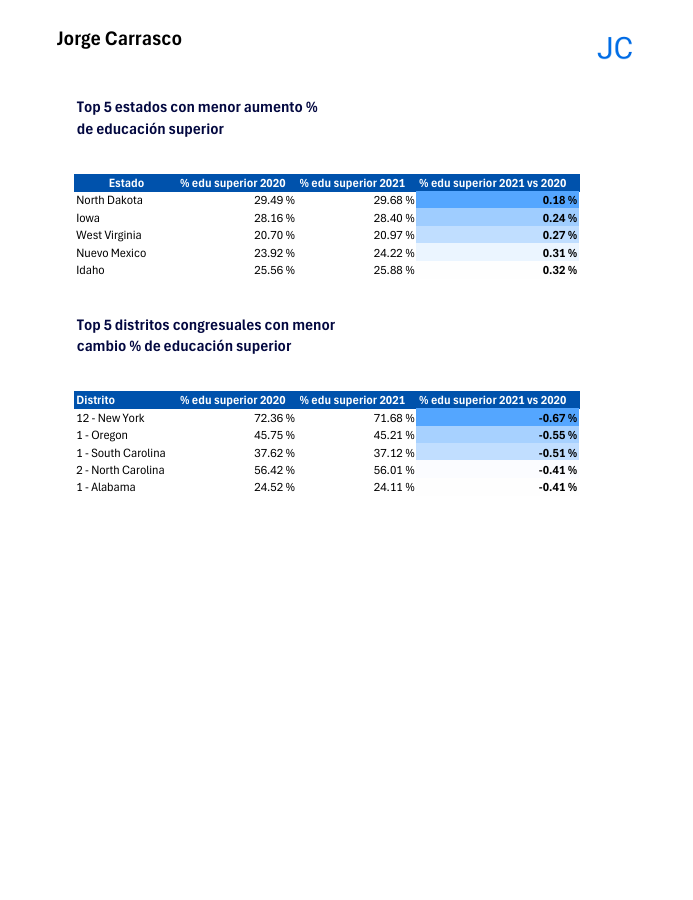 Jorge Carrasco
JC
Top 5 estados con menor aumento %
de educación superior
Estado % edu superior 2020 % edu superior 2021 % edu superior 2021 vs 2020
North Dakota 29.49 % 29.68 % 0.18 %
Iowa 28.16 % 28.40 % 0.24 %
West Virginia 20.70 % 20.97 % 0.27 %
Nuevo Mexico 23.92 % 24.22 % 0.31 %
Idaho 25.56 % 25.88 % 0.32 %
Top 5 distritos congresuales con menor
cambio % de educación superior
Distrito % edu superior 2020 % edu superior 2021 % edu superior 2021 vs 2020
12 - New York 72.36 % 71.68 % -0.67 %
1 - Oregon 45.75 % 45.21 % -0.55 %
1 - South Carolina 37.62 % 37.12 % -0.51 %
2 - North Carolina 56.42 % 56.01 % -0.41 %
1 - Alabama 24.52 % 24.11 % -0.41 %